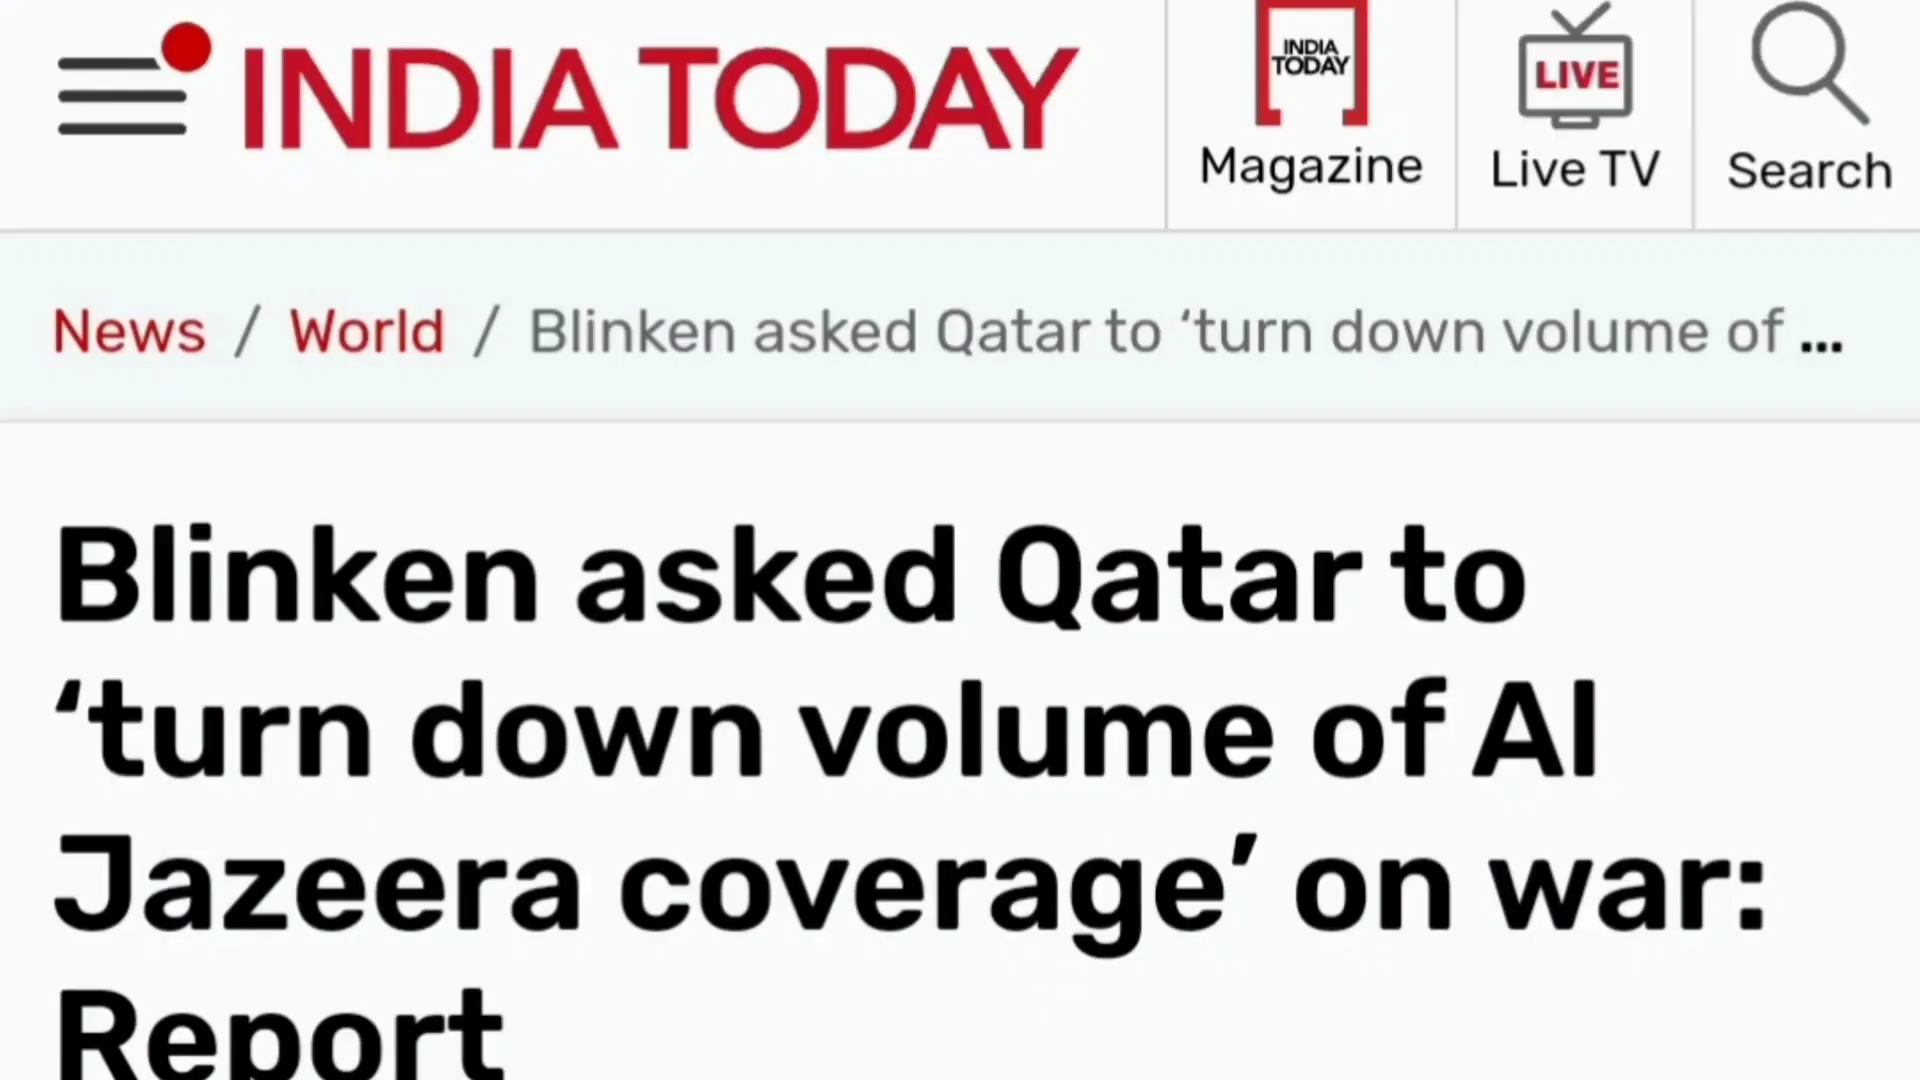 INDIA TODAY
INDIA
TODAY
Magazine
LIVE
Live TV
Search
News / World / Blinken asked Qatar to ‘turn down volume of ...
Blinken asked Qatar to
‘turn down volume of Al
Jazeera coverage’ on war:
Report